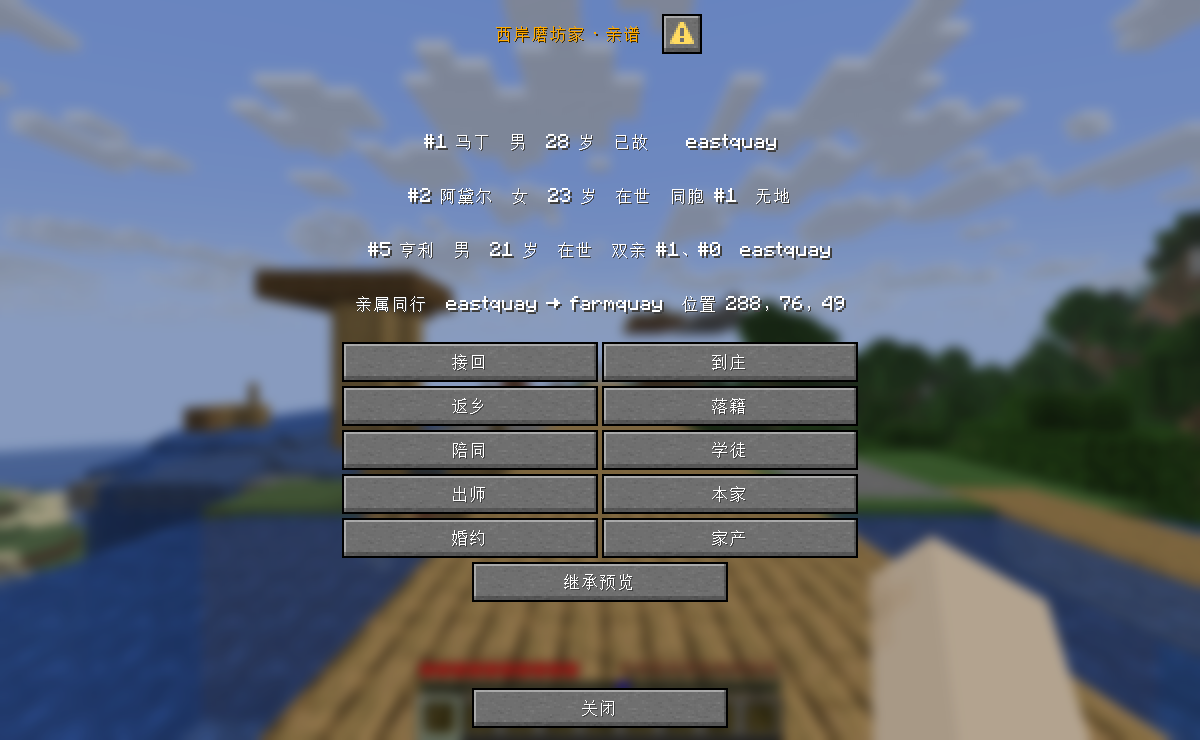 西岸磨坊家 · 亲谱
#1 马丁 男 28 岁 已故 eastquay
#2 阿黛尔 女 23 岁 在世 同胞 #1 无地
#5 亨利 男 21 岁 在世 双亲 #1、#0 eastquay
亲属同行 eastquay → farmquay 位置 288, 76, 49
接回 到庄
返乡 落籍
陪同 学徒
出师 本家
婚约 家产
继承预览
关闭